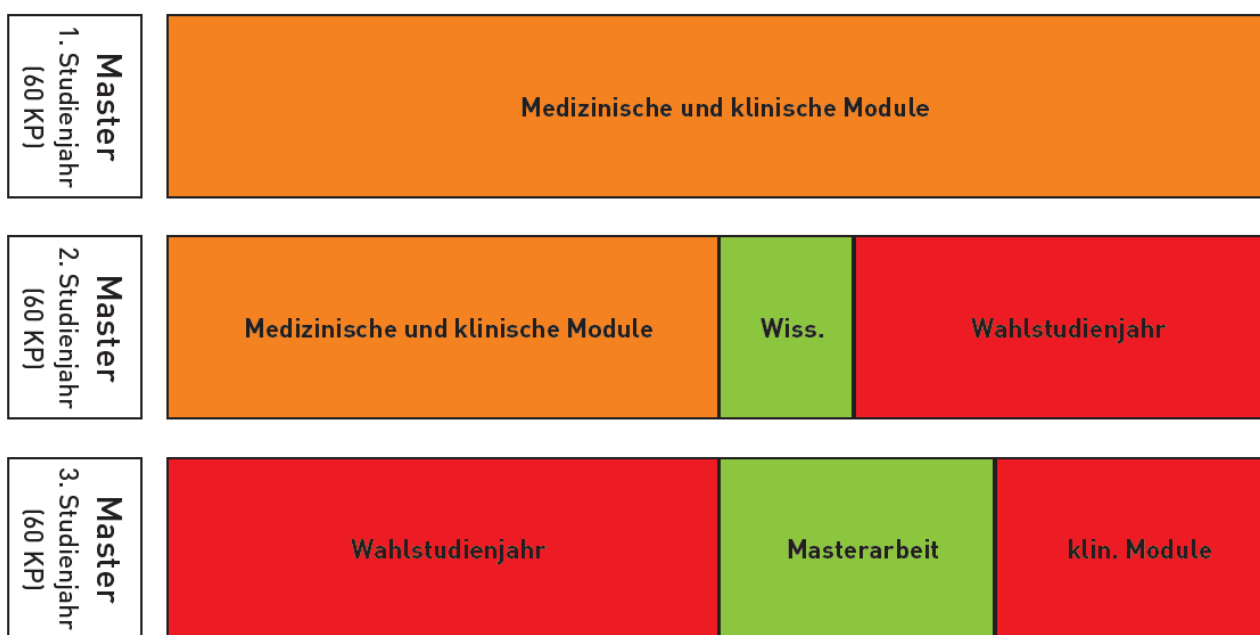 Master
1. Studienjahr
(60 KP)
Medizinische und klinische Module
Master
2. Studienjahr
(60 KP)
Medizinische und klinische Module
Wiss.
Wahlstudienjahr
Master
3. Studienjahr
(60 KP)
Wahlstudienjahr
Masterarbeit
klin. Module